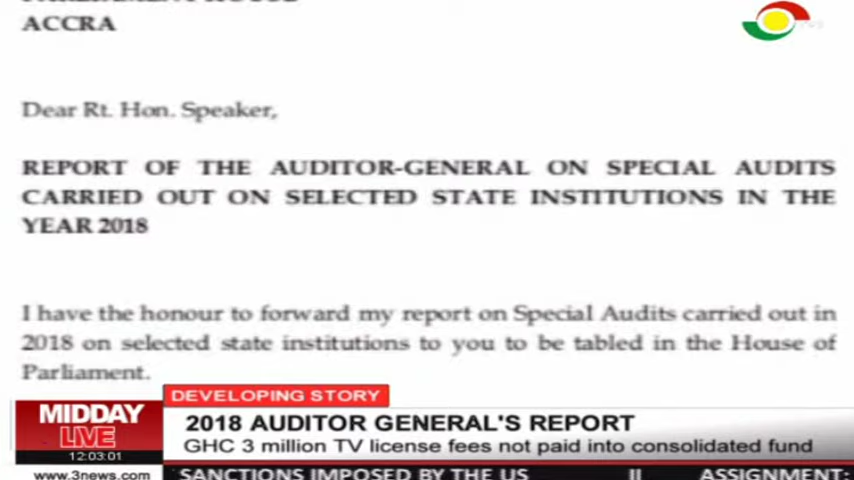 PARLIAMENT HOUSE
ACCRA
Dear Rt. Hon. Speaker,
REPORT OF THE AUDITOR-GENERAL ON SPECIAL AUDITS
CARRIED OUT ON SELECTED STATE INSTITUTIONS IN THE
YEAR 2018
I have the honour to forward my report on Special Audits carried out in
2018 on selected state institutions to you to be tabled in the House of
Parliament.
DEVELOPING STORY
MIDDAY
LIVE
12:03:01
2018 AUDITOR GENERAL'S REPORT
GHC 3 million TV license fees not paid into consolidated fund
www.3news.com
SANCTIONS IMPOSED BY THE US || ASSIGNMENT: